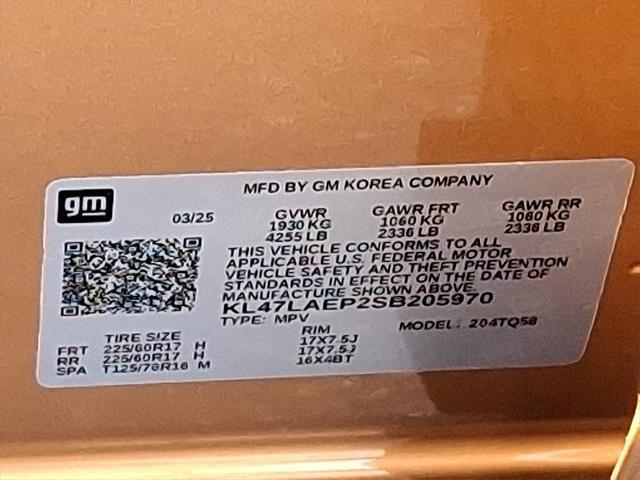 gm
MFD BY GM KOREA COMPANY
03/25 GVWR GAWR FRT GAWR RR
1930 KG 1060 KG 1060 KG
4255 LB 2336 LB 2336 LB
THIS VEHICLE CONFORMS TO ALL
APPLICABLE U.S. FEDERAL MOTOR
VEHICLE SAFETY AND THEFT PREVENTION
STANDARDS IN EFFECT ON THE DATE OF
MANUFACTURE SHOWN ABOVE.
KL47LAEP2SB205970
TYPE: MPV MODEL: 204TQ58
TIRE SIZE RIM
FRT 225/60R17 H 17X7.5J
RR 225/60R17 H 17X7.5J
SPA T125/70R16 M 16X4BT